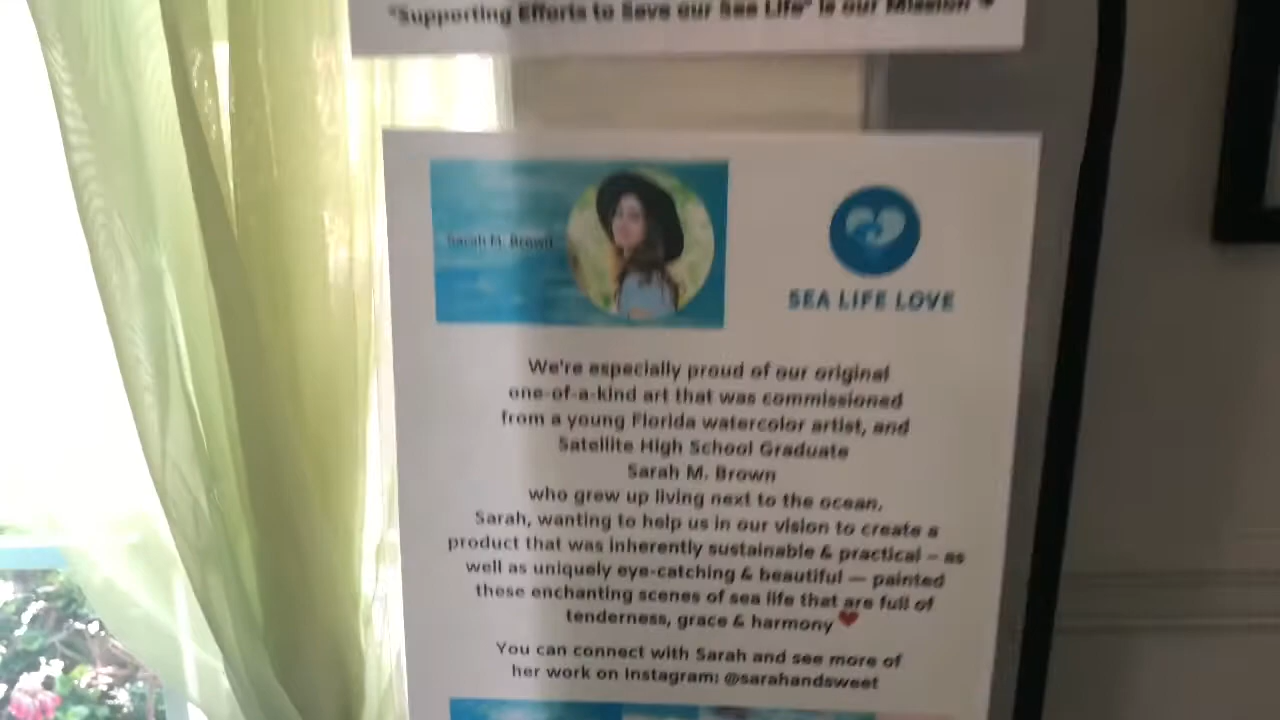 "Supporting Efforts to Save our Sea Life" is our Mission
Sarah M. Brown
SEA LIFE LOVE
We're especially proud of our original
one-of-a-kind art that was commissioned
from a young Florida watercolor artist, and
Satellite High School Graduate
Sarah M. Brown
who grew up living next to the ocean.
Sarah, wanting to help us in our vision to create a
product that was inherently sustainable & practical – as
well as uniquely eye-catching & beautiful — painted
these enchanting scenes of sea life that are full of
tenderness, grace & harmony ❤
You can connect with Sarah and see more of
her work on Instagram: @sarahandsweet